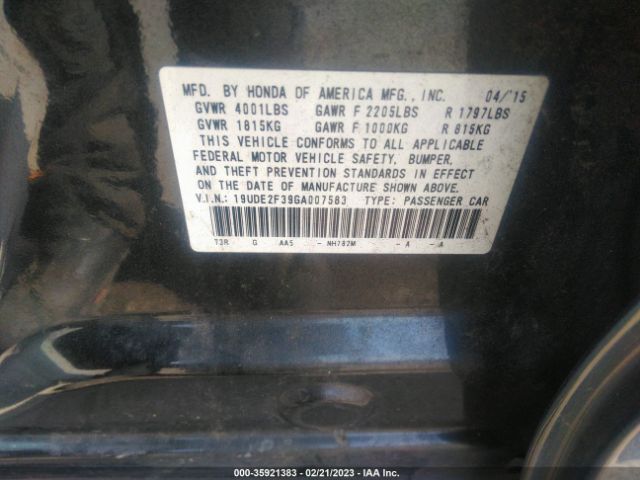 MFD. BY HONDA OF AMERICA MFG., INC. 04/'15
GVWR 4001LBS GAWR F 2205LBS R 1797LBS
GVWR 1815KG GAWR F 1000KG R 815KG
THIS VEHICLE CONFORMS TO ALL APPLICABLE
FEDERAL MOTOR VEHICLE SAFETY, BUMPER,
AND THEFT PREVENTION STANDARDS IN EFFECT
ON THE DATE OF MANUFACTURE SHOWN ABOVE.
V.I.N.: 19UDE2F39GA007583 TYPE: PASSENGER CAR
T3R G AA5 - NH782M - A - A
000-35921383 - 02/21/2023 - IAA Inc.